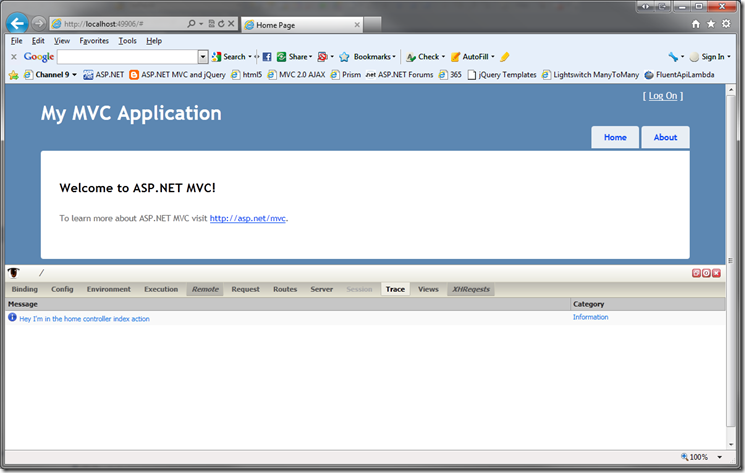 http://localhost:49906/#
Home Page
File Edit View Favorites Tools Help
x Google Search Share Bookmarks Check AutoFill Sign In
Channel 9 ASP.NET ASP.NET MVC and jQuery html5 MVC 2.0 AJAX Prism .net ASP.NET Forums 365 jQuery Templates Lightswitch ManyToMany FluentApiLambda
[ Log On ]
My MVC Application
Home About
Welcome to ASP.NET MVC!
To learn more about ASP.NET MVC visit http://asp.net/mvc.
/
Binding Config Environment Execution Remote Request Routes Server Session Trace Views XHRegests
Message Category
Hey I'm in the home controller index action Information
100%